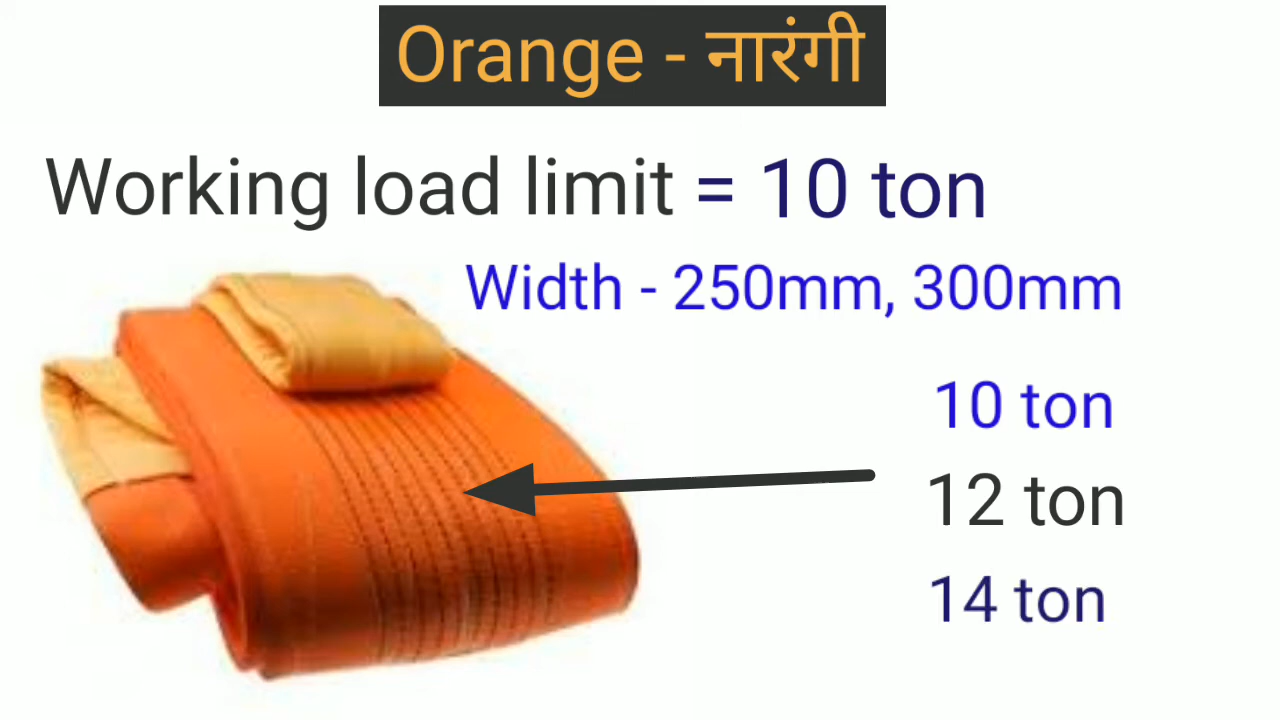 Orange - नारंगी
Working load limit = 10 ton
Width - 250mm, 300mm
10 ton
12 ton
14 ton